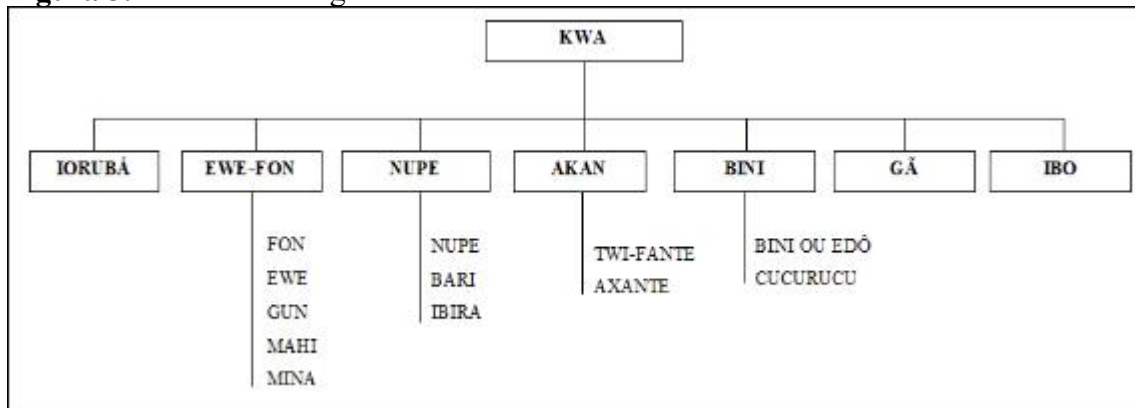 KWA
IORUBÁ
EWE-FON
NUPE
AKAN
BINI
GÃ
IBO
FON
EWE
GUN
MAHI
MINA
NUPE
BARI
IBIRA
TWI-FANTE
AXANTE
BINI OU EDÔ
CUCURUCU